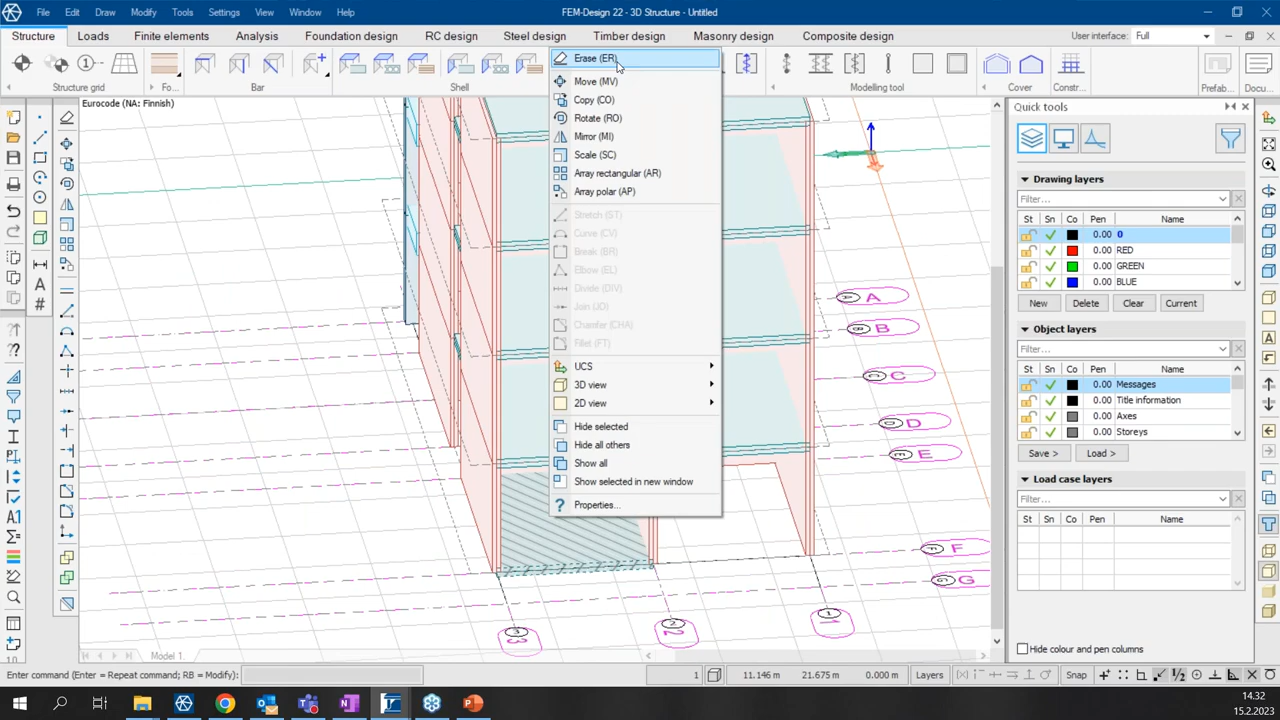 File Edit View Draw Modify Tools Settings View Window Help
FEM-Design 22 - 3D Structure - Untitled
Structure Loads Finite elements Analysis Foundation design RC design Steel design Timber design Masonry design Composite design
User interface: Full
Structure grid Fo... Bar Shell Modelling tool Cover Constr... Prefab... Docu...
Eurocode (NA: Finnish)
Erase (ER)
Move (MV)
Copy (CO)
Rotate (RO)
Mirror (MI)
Scale (SC)
Array rectangular (AR)
Array polar (AP)
Stretch (ST)
Curve (CV)
Break (BR)
Elbow (EL)
Divide (DIV)
Join (JO)
Chamfer (CHA)
Fillet (FT)
UCS
3D view
2D view
Hide selected
Hide all others
Show all
Show selected in new window
Properties...
A
B
C
D
E
F
G
3
2
1
Quick tools
Drawing layers
Filter...
St Sn Co Pen Name
0.00 0
0.00 RED
0.00 GREEN
0.00 BLUE
New Delete Clear Current
Object layers
Filter...
St Sn Co Pen Name
0.00 Messages
0.00 Title information
0.00 Axes
0.00 Storeys
Save > Load >
Load case layers
Filter...
St Sn Co Pen Name
Hide colour and pen columns
Model 1.
Enter command (Enter = Repeat command; RB = Modify):
1 11.146 m 21.675 m 0.000 m Layers Snap
14.32
15.2.2023